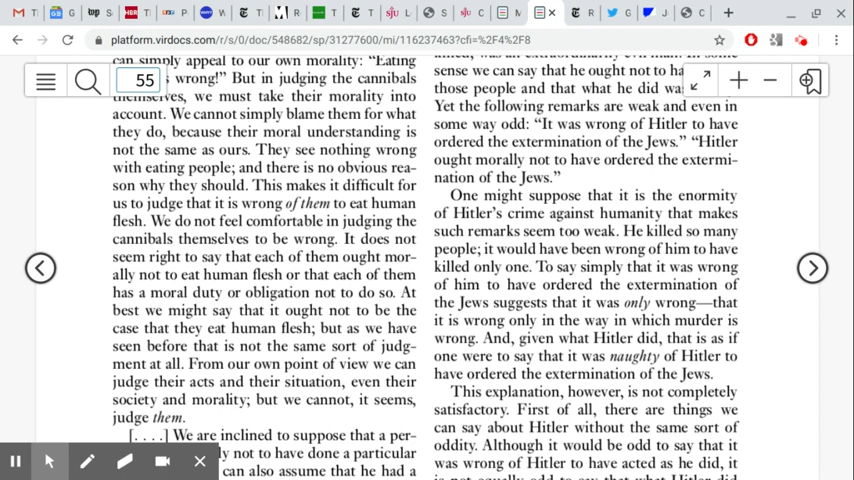 platform.virdocs.com/r/s/0/doc/548682/sp/31277600/mi/116237463?cfi=%2F4%2F8
55
can simply appeal to our own morality: “Eating
s wrong!” But in judging the cannibals
themselves, we must take their morality into
account. We cannot simply blame them for what
they do, because their moral understanding is
not the same as ours. They see nothing wrong
with eating people; and there is no obvious rea-
son why they should. This makes it difficult for
us to judge that it is wrong of them to eat human
flesh. We do not feel comfortable in judging the
cannibals themselves to be wrong. It does not
seem right to say that each of them ought mor-
ally not to eat human flesh or that each of them
has a moral duty or obligation not to do so. At
best we might say that it ought not to be the
case that they eat human flesh; but as we have
seen before that is not the same sort of judg-
ment at all. From our own point of view we can
judge their acts and their situation, even their
society and morality; but we cannot, it seems,
judge them.
[. . . .] We are inclined to suppose that a per-
ly not to have done a particular
can also assume that he had a
sense we can say that he ought not to ha
those people and that what he did wa
Yet the following remarks are weak and even in
some way odd: “It was wrong of Hitler to have
ordered the extermination of the Jews.” “Hitler
ought morally not to have ordered the extermi-
nation of the Jews.”
One might suppose that it is the enormity
of Hitler’s crime against humanity that makes
such remarks seem too weak. He killed so many
people; it would have been wrong of him to have
killed only one. To say simply that it was wrong
of him to have ordered the extermination of
the Jews suggests that it was only wrong—that
it is wrong only in the way in which murder is
wrong. And, given what Hitler did, that is as if
one were to say that it was naughty of Hitler to
have ordered the extermination of the Jews.
This explanation, however, is not completely
satisfactory. First of all, there are things we
can say about Hitler without the same sort of
oddity. Although it would be odd to say that it
was wrong of Hitler to have acted as he did, it
is not equally odd to say that what Hitler did